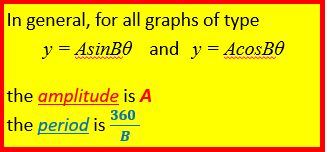 In general, for all graphs of type
y = AsinBθ and y = AcosBθ
the amplitude is A
the period is 360/B